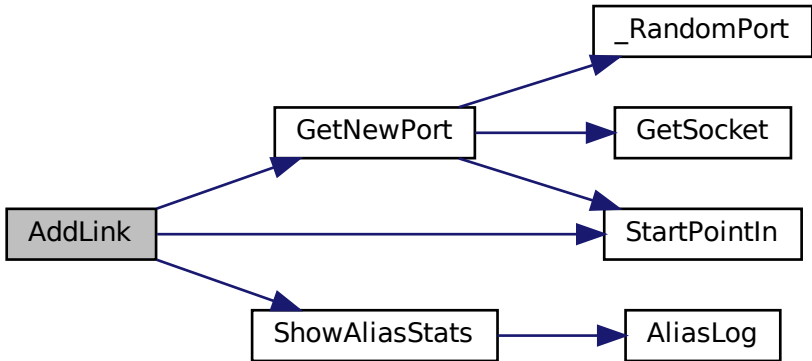 _RandomPort
GetNewPort
GetSocket
AddLink
StartPointIn
ShowAliasStats
AliasLog